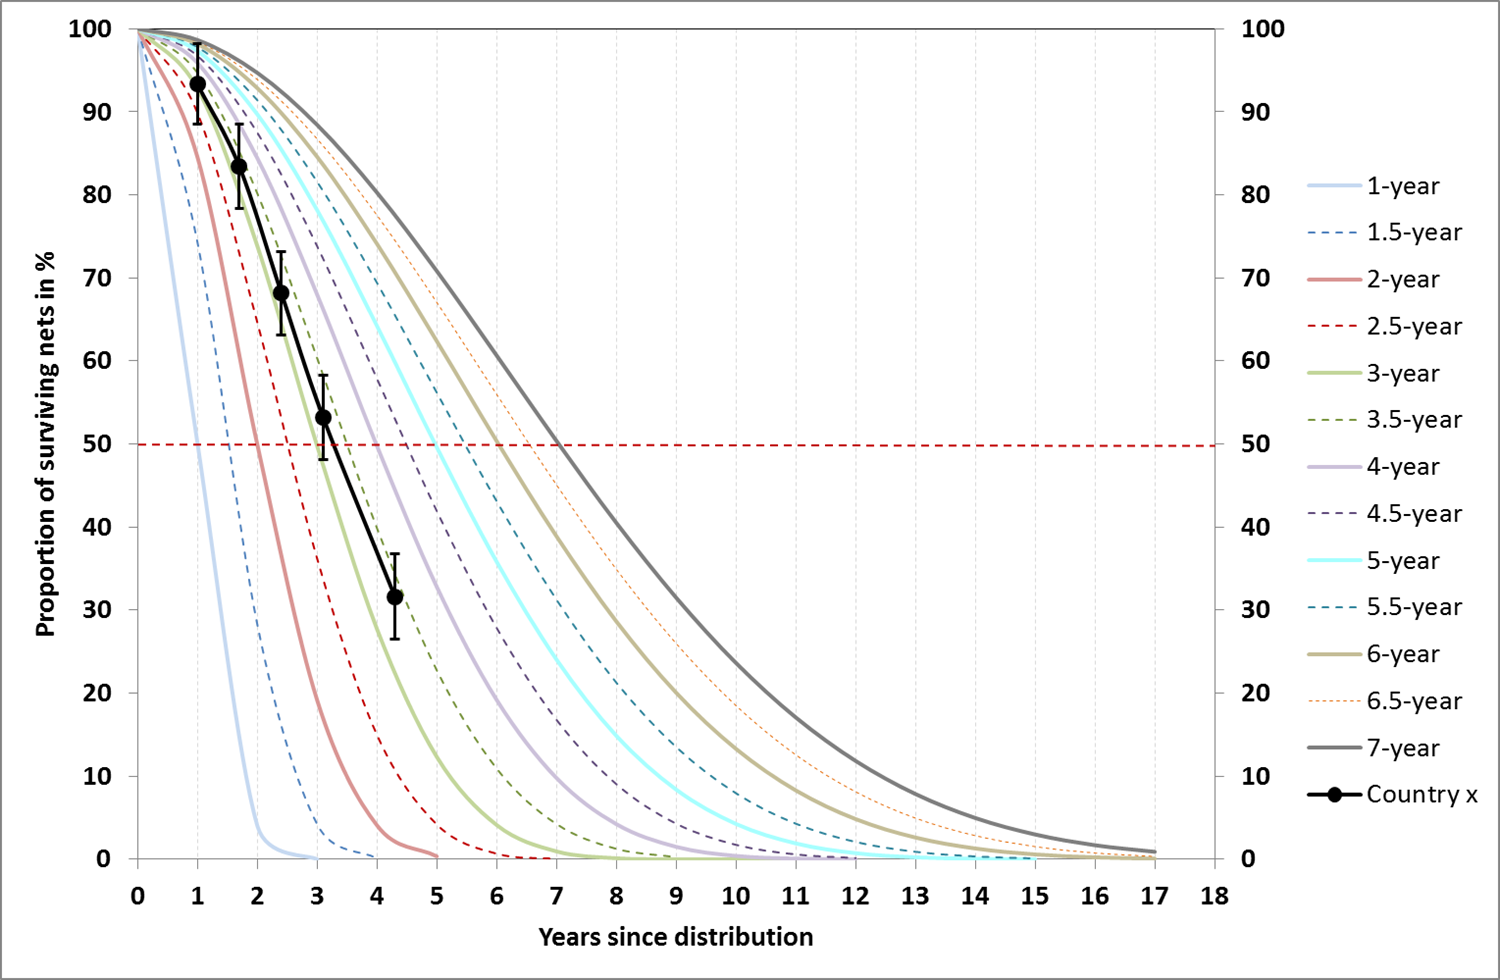 100
90
80
70
60
50
40
30
20
10
0
Proportion of surviving nets in %
100
90
80
70
60
50
40
30
20
10
0
0 1 2 3 4 5 6 7 8 9 10 11 12 13 14 15 16 17 18
Years since distribution
1-year
1.5-year
2-year
2.5-year
3-year
3.5-year
4-year
4.5-year
5-year
5.5-year
6-year
6.5-year
7-year
Country x